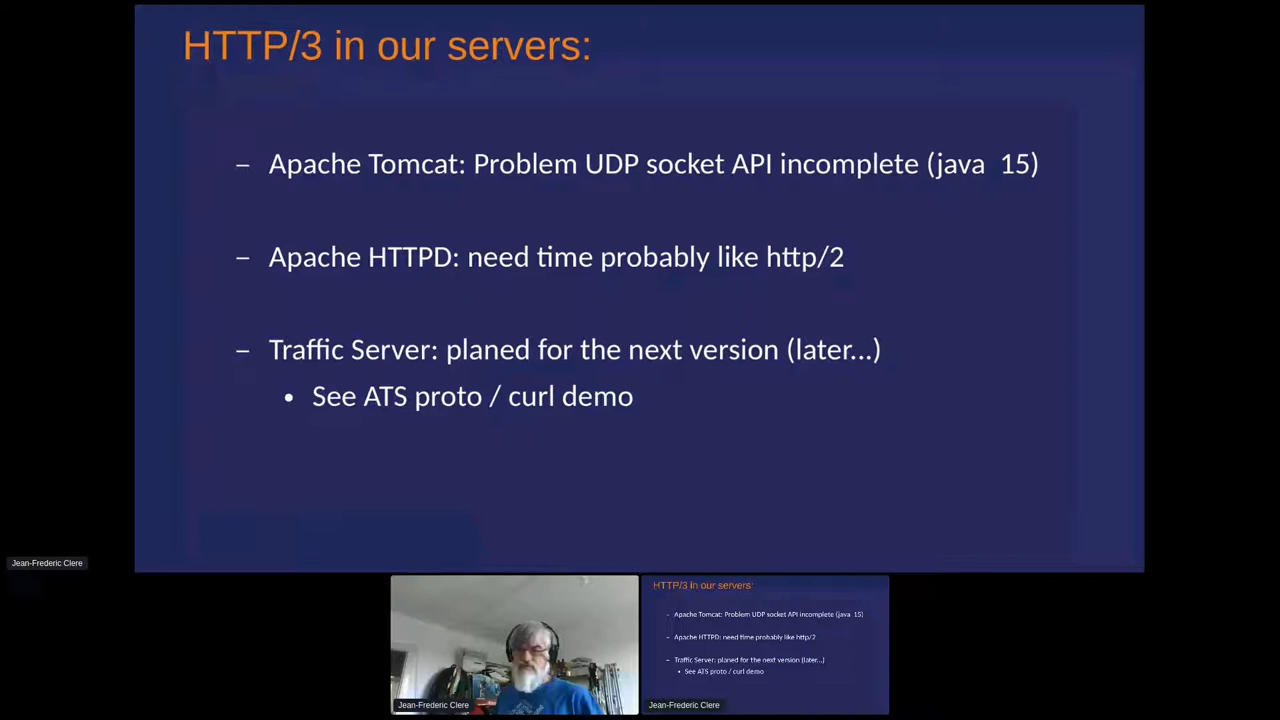 HTTP/3 in our servers:
– Apache Tomcat: Problem UDP socket API incomplete (java  15)
– Apache HTTPD: need time probably like http/2
– Traffic Server: planed for the next version (later...)
• See ATS proto / curl demo
Jean-Frederic Clere
Jean-Frederic Clere
HTTP/3 in our servers:
– Apache Tomcat: Problem UDP socket API incomplete (java  15)
– Apache HTTPD: need time probably like http/2
– Traffic Server: planed for the next version (later...)
• See ATS proto / curl demo
Jean-Frederic Clere